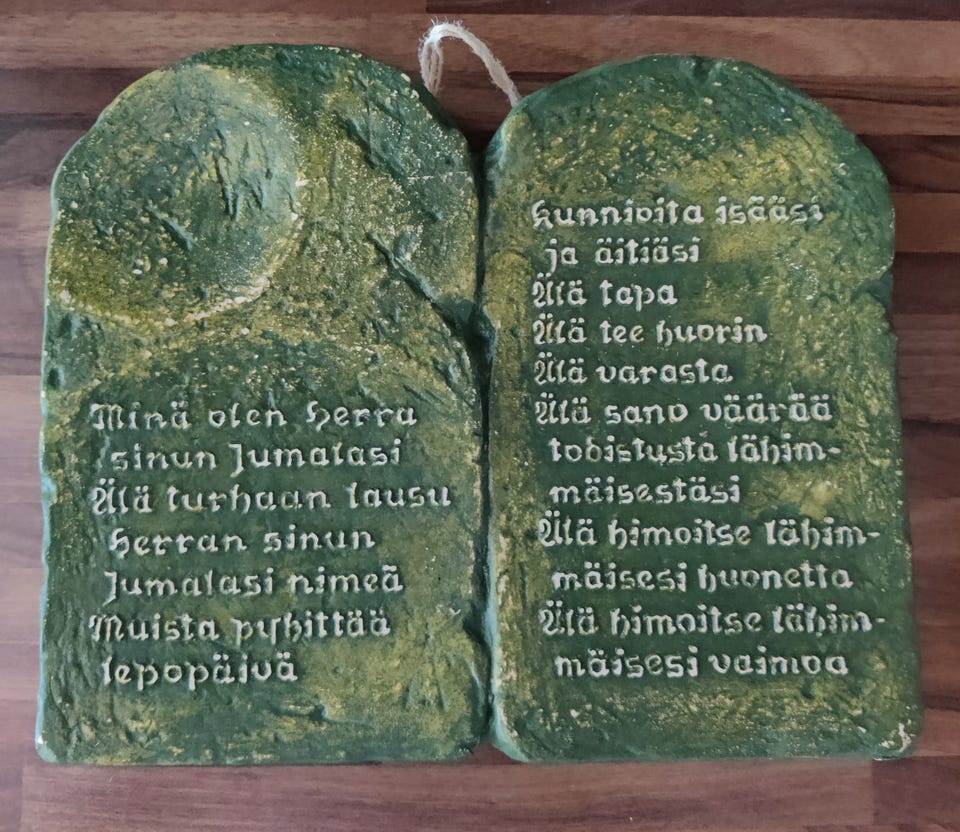 Minä olen Herra
sinun Jumalasi
Älä turhaan lausu
Herran sinun
Jumalasi nimeä
Muista pyhittää
lepopäivä
Kunnioita isääsi
ja äitiäsi
Älä tapa
Älä tee huorin
Älä varasta
Älä sano väärää
todistusta lähim-
mäisestäsi
Älä himoitse lähim-
mäisesi huonetta
Älä himoitse lähim-
mäisesi vaimoa